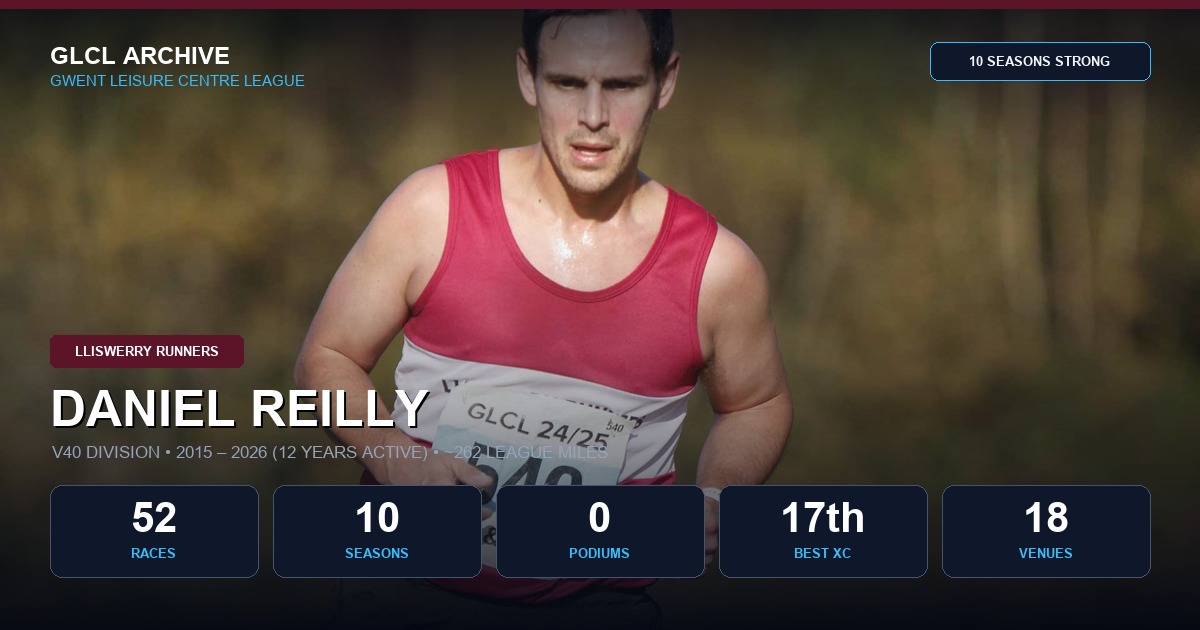 GLCL ARCHIVE
GWENT LEISURE CENTRE LEAGUE
10 SEASONS STRONG
LLISWERRY RUNNERS
DANIEL REILLY
V40 DIVISION • 2015 – 2026 (12 YEARS ACTIVE) • ~262 LEAGUE MILES
GLCL 24/25
540
540
52
RACES
10
SEASONS
0
PODIUMS
17th
BEST XC
18
VENUES